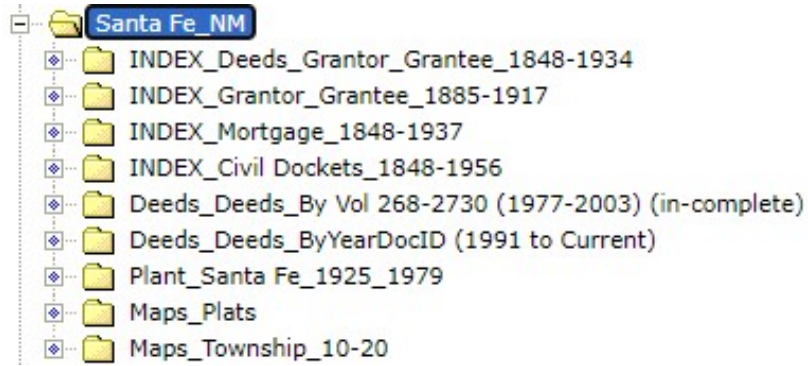 Santa Fe_NM
INDEX_Deeds_Grantor_Grantee_1848-1934
INDEX_Grantor_Grantee_1885-1917
INDEX_Mortgage_1848-1937
INDEX_Civil Dockets_1848-1956
Deeds_Deeds_By Vol 268-2730 (1977-2003) (in-complete)
Deeds_Deeds_ByYearDocID (1991 to Current)
Plant_Santa Fe_1925_1979
Maps_Plats
Maps_Township_10-20